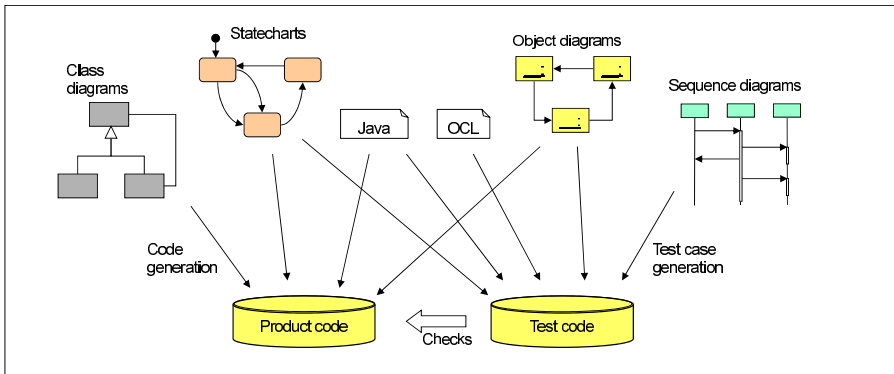 Statecharts
Object diagrams
Class
diagrams
Sequence diagrams
Java
OCL
Code
generation
Test case
generation
Product code
Test code
Checks